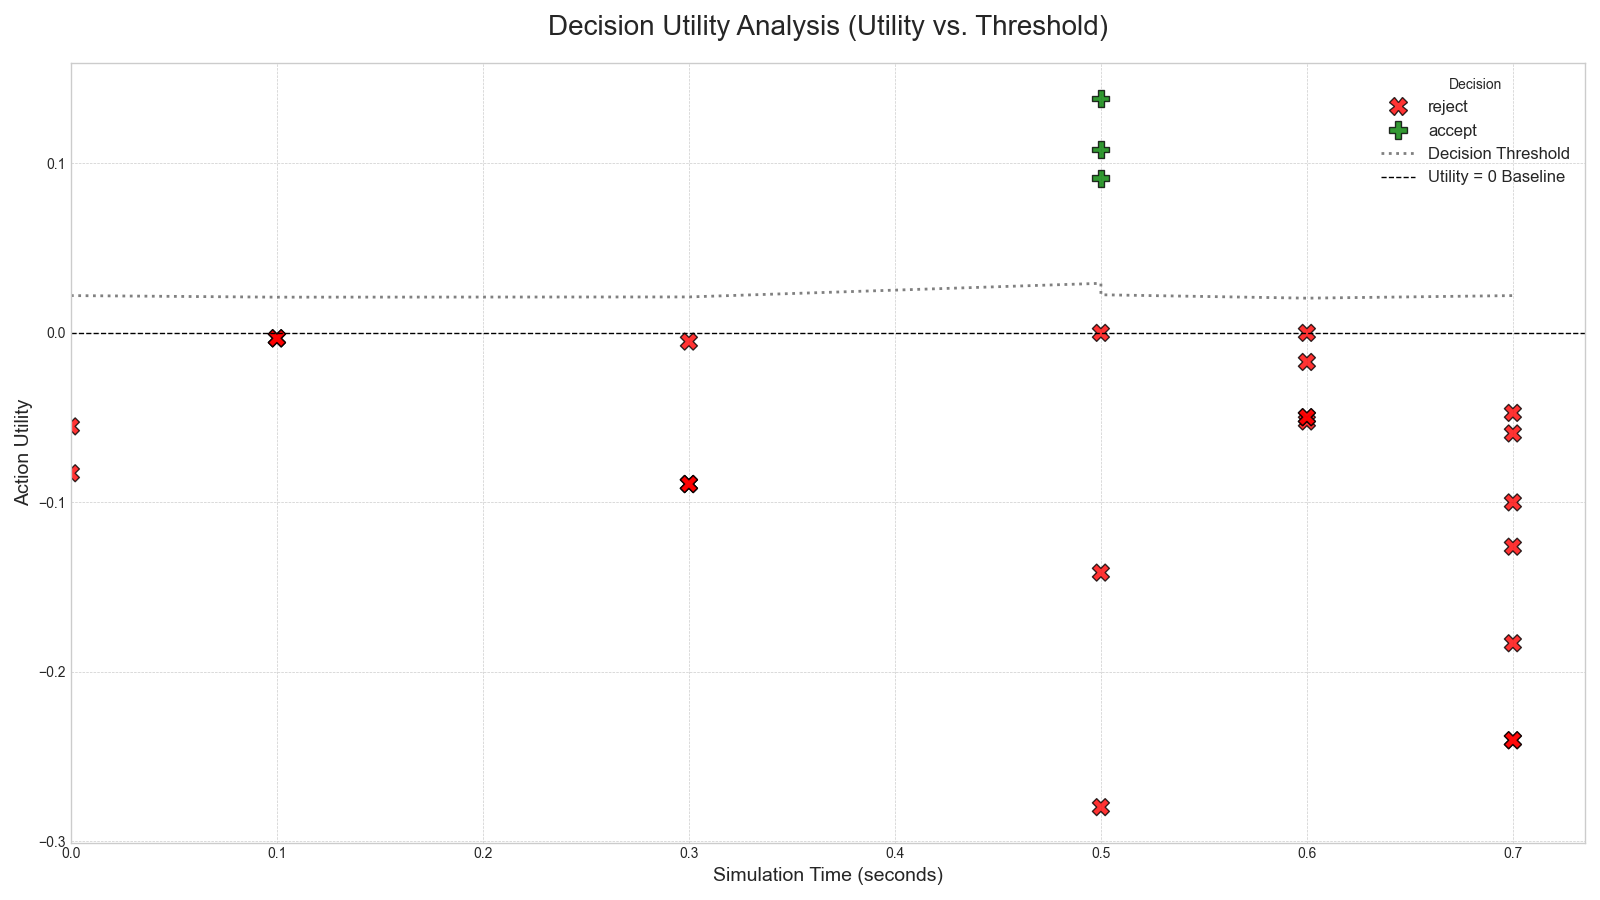 Decision Utility Analysis (Utility vs. Threshold)
Decision
reject
accept
Decision Threshold
Utility = 0 Baseline
Action Utility
0.1
0.0
−0.1
−0.2
−0.3
0.0 0.1 0.2 0.3 0.4 0.5 0.6 0.7
Simulation Time (seconds)